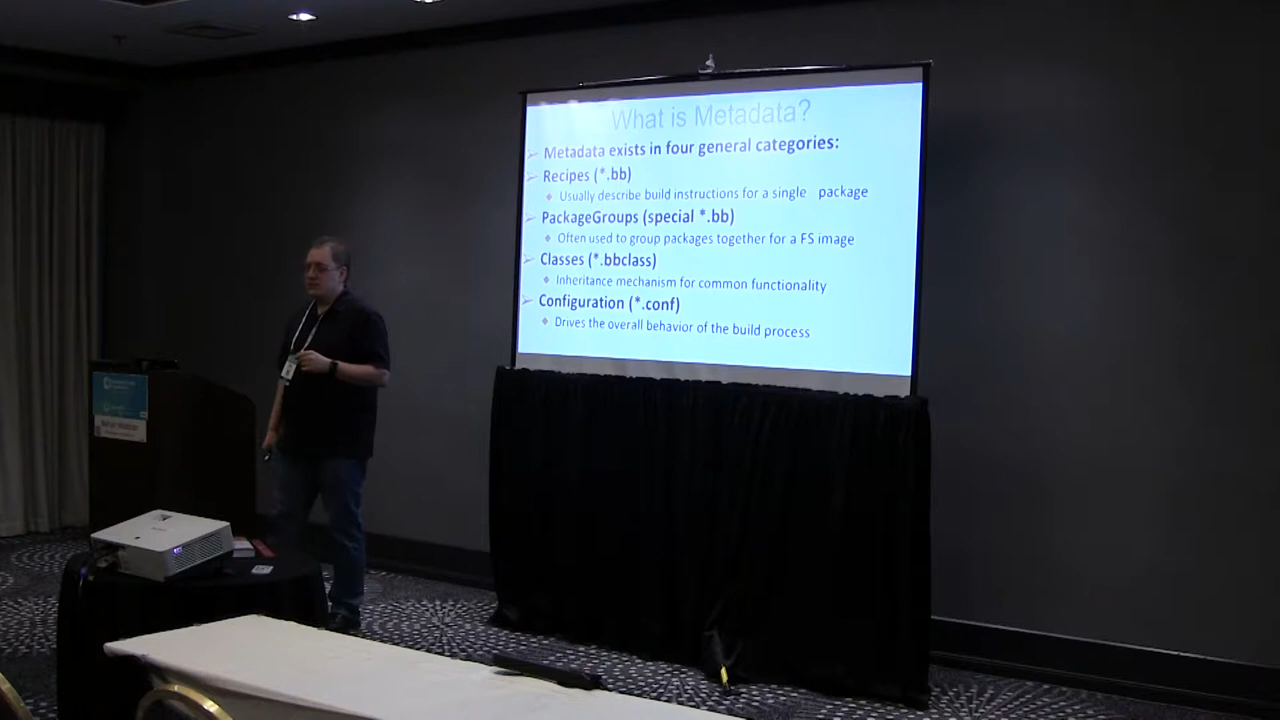 What is Metadata?
Metadata exists in four general categories:
Recipes (*.bb)
Usually describe build instructions for a single package
PackageGroups (special *.bb)
Often used to group packages together for a FS image
Classes (*.bbclass)
Inheritance mechanism for common functionality
Configuration (*.conf)
Drives the overall behavior of the build process